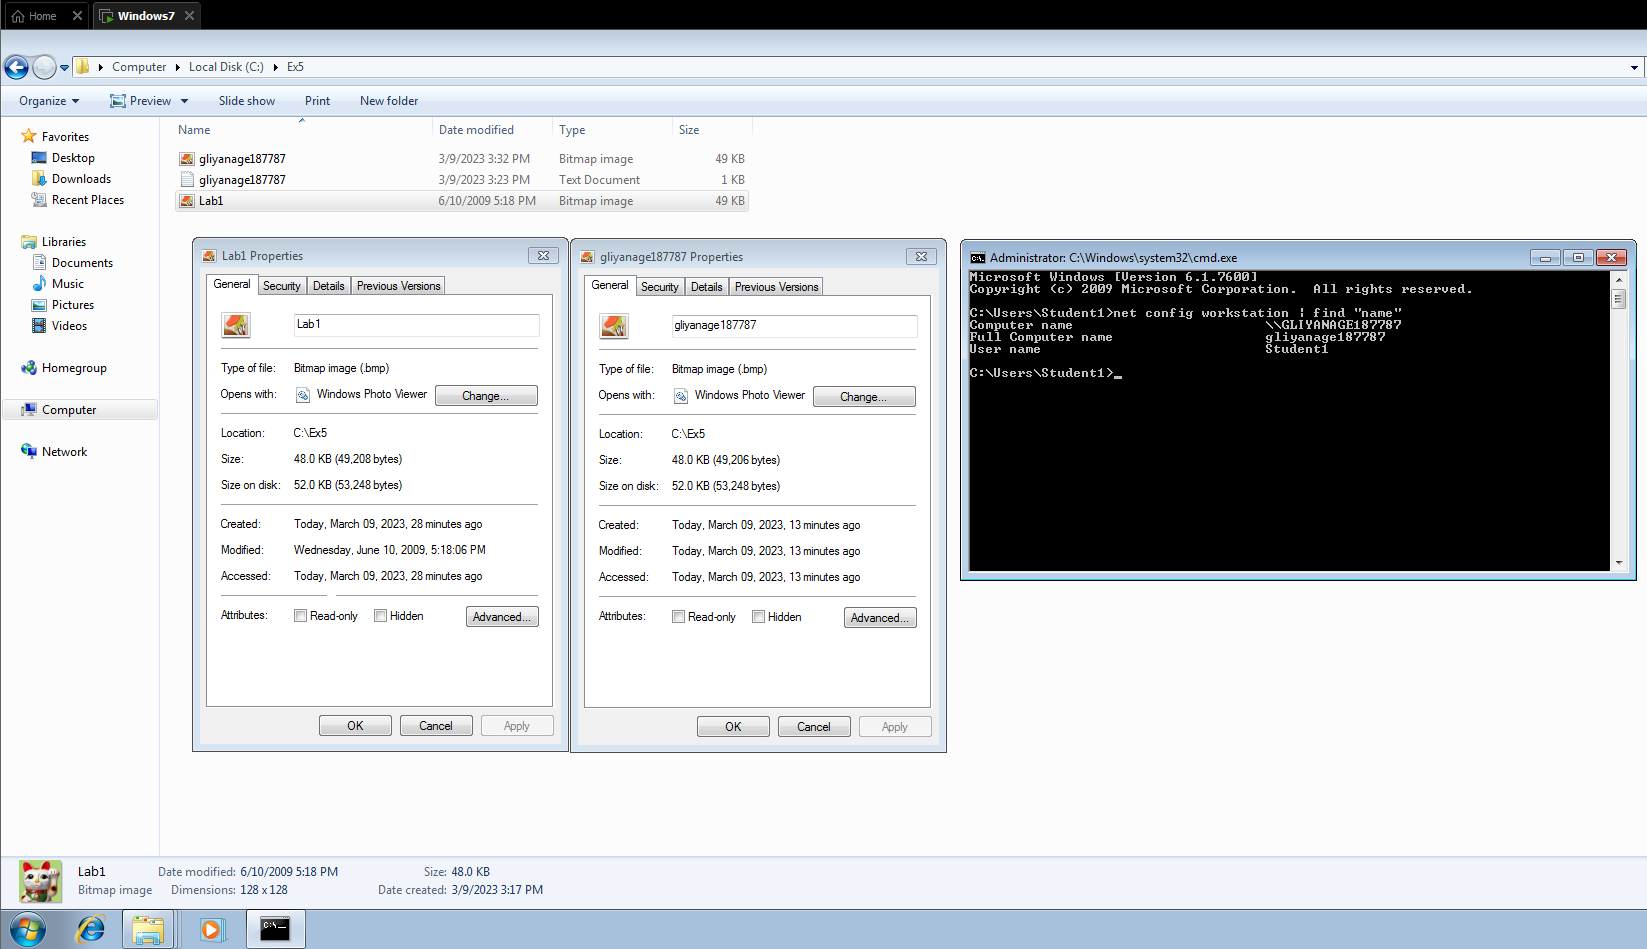 Home
Windows7
Computer
Local Disk (C:)
Ex5
Organize
Preview
Slide show
Print
New folder
Favorites
Desktop
Downloads
Recent Places
Libraries
Documents
Music
Pictures
Videos
Homegroup
Computer
Network
Name Date modified Type Size
gliyanage187787 3/9/2023 3:32 PM Bitmap image 49 KB
gliyanage187787 3/9/2023 3:23 PM Text Document 1 KB
Lab1 6/10/2009 5:18 PM Bitmap image 49 KB
Lab1 Properties
General Security Details Previous Versions
Lab1
Type of file: Bitmap image (.bmp)
Opens with: Windows Photo Viewer Change...
Location: C:\Ex5
Size: 48.0 KB (49,208 bytes)
Size on disk: 52.0 KB (53,248 bytes)
Created: Today, March 09, 2023, 28 minutes ago
Modified: Wednesday, June 10, 2009, 5:18:06 PM
Accessed: Today, March 09, 2023, 28 minutes ago
Attributes: Read-only Hidden Advanced...
OK Cancel Apply
gliyanage187787 Properties
General Security Details Previous Versions
gliyanage187787
Type of file: Bitmap image (.bmp)
Opens with: Windows Photo Viewer Change...
Location: C:\Ex5
Size: 48.0 KB (49,206 bytes)
Size on disk: 52.0 KB (53,248 bytes)
Created: Today, March 09, 2023, 13 minutes ago
Modified: Today, March 09, 2023, 13 minutes ago
Accessed: Today, March 09, 2023, 13 minutes ago
Attributes: Read-only Hidden Advanced...
OK Cancel Apply
Administrator: C:\Windows\system32\cmd.exe
Microsoft Windows [Version 6.1.7600]
Copyright (c) 2009 Microsoft Corporation.  All rights reserved.
C:\Users\Student1>net config workstation | find "name"
Computer name \\GLIYANAGE187787
Full Computer name gliyanage187787
User name Student1
C:\Users\Student1>_
Lab1 Date modified: 6/10/2009 5:18 PM Size: 48.0 KB
Bitmap image Dimensions: 128 x 128 Date created: 3/9/2023 3:17 PM